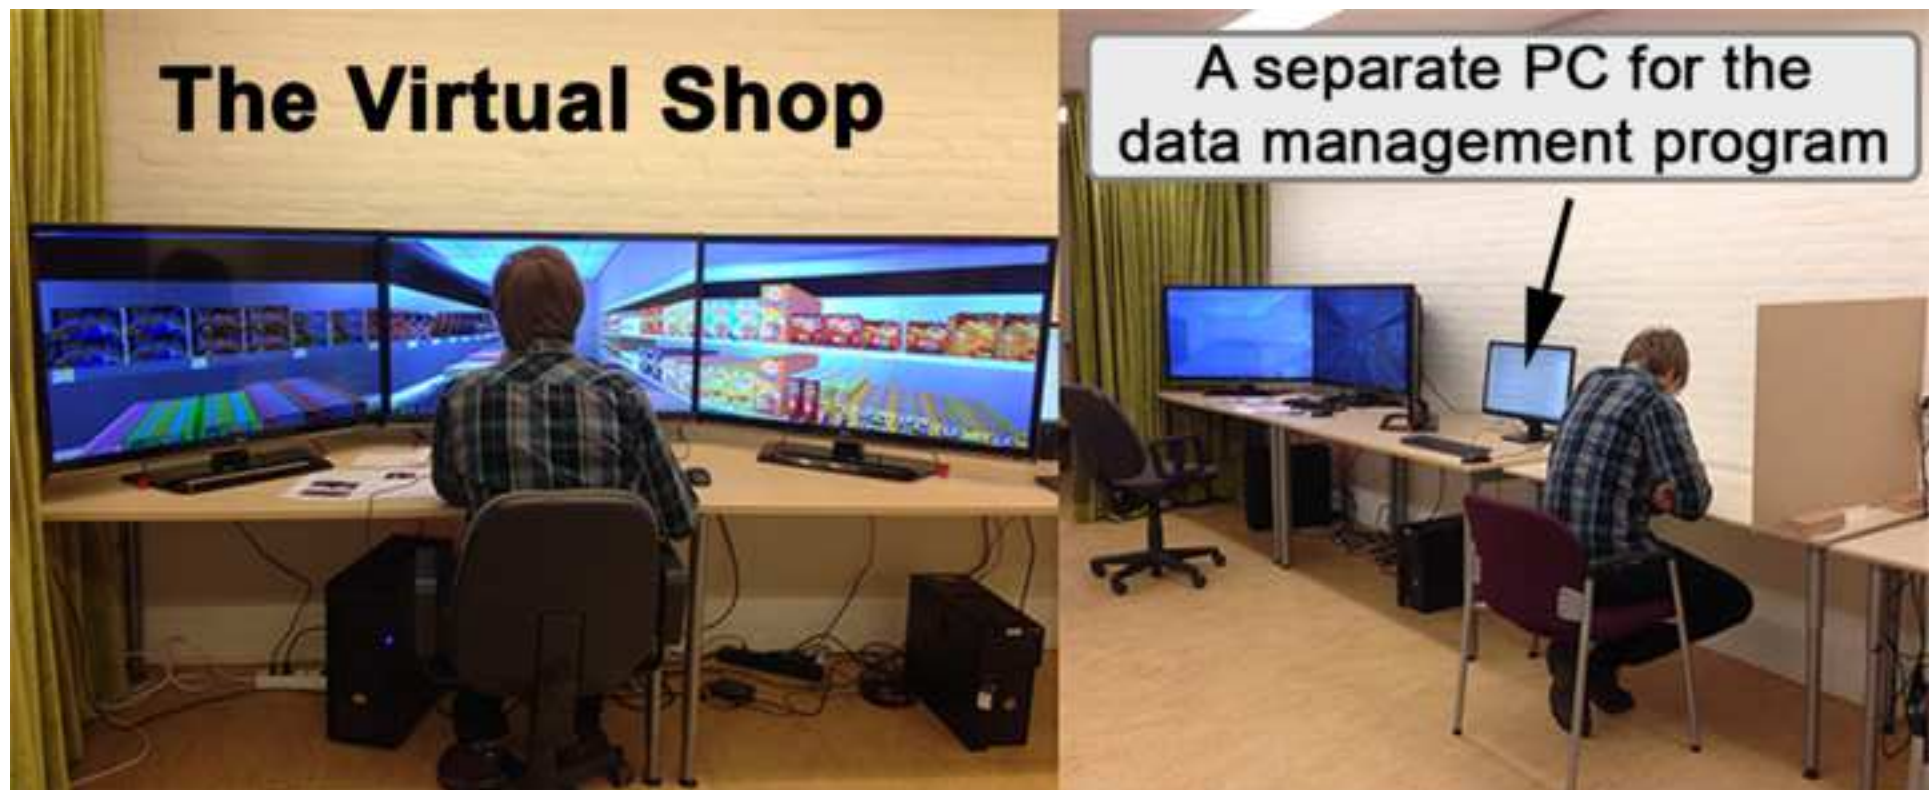 The Virtual Shop
A separate PC for the
data management program